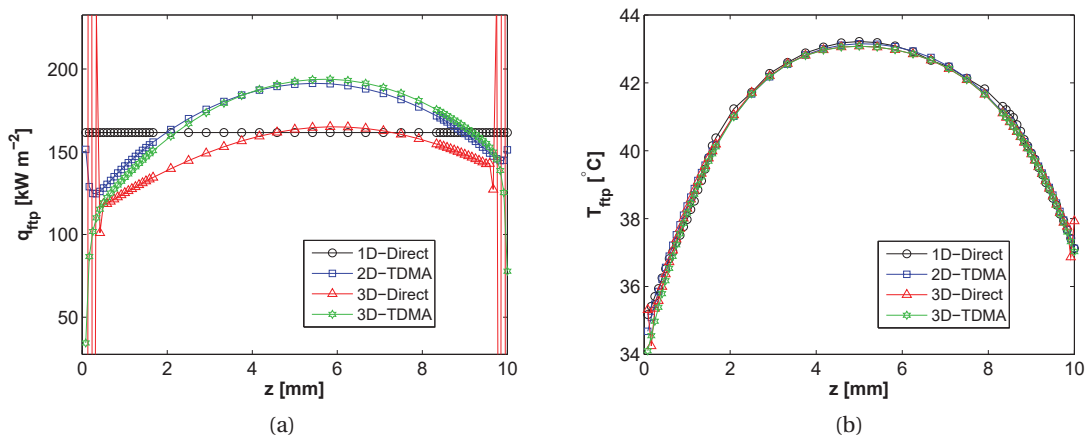 (a)
q_ftp [kW m⁻²]
200
150
100
50
1D−Direct
2D−TDMA
3D−Direct
3D−TDMA
0 2 4 6 8 10
z [mm]
(a)
(b)
T_ftp [°C]
44
42
40
38
36
34
1D−Direct
2D−TDMA
3D−Direct
3D−TDMA
0 2 4 6 8 10
z [mm]
(b)